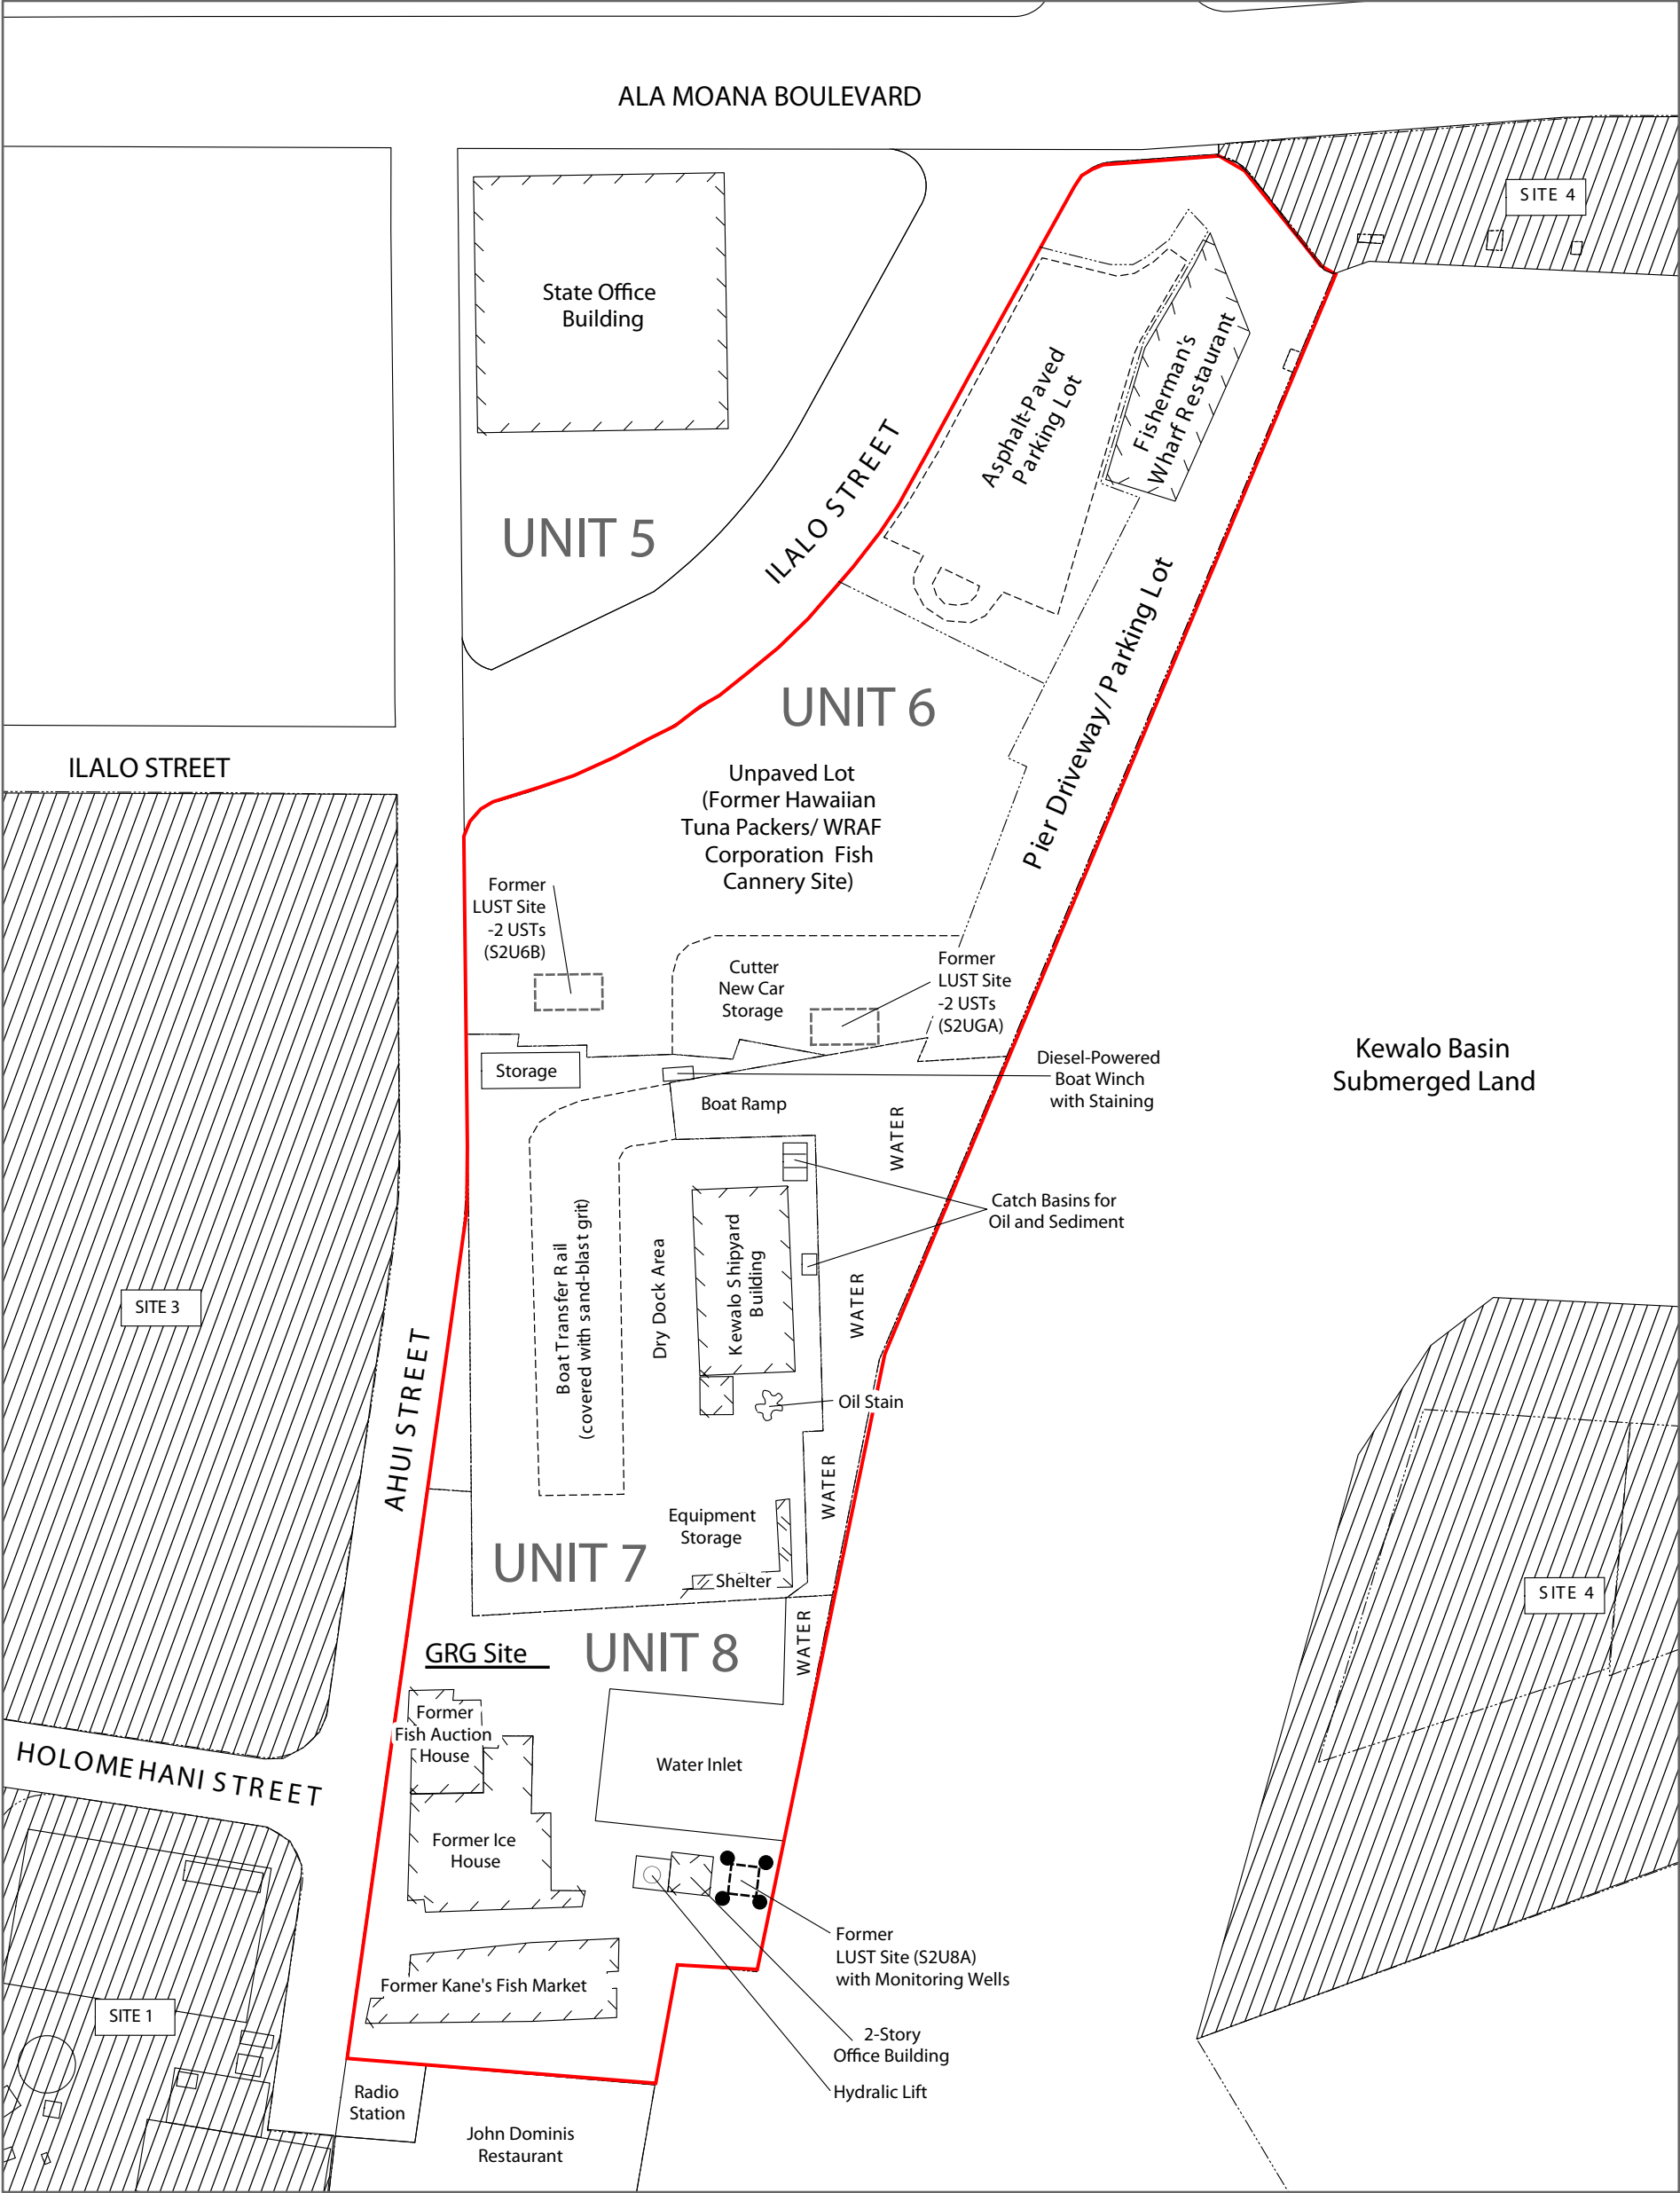 ALA MOANA BOULEVARD
SITE 4
State Office
Building
Asphalt-Paved
Parking Lot
Fisherman's
Wharf Restaurant
ILALO STREET
UNIT 5
Pier Driveway/Parking Lot
UNIT 6
ILALO STREET
Unpaved Lot
(Former Hawaiian
Tuna Packers/ WRAF
Corporation Fish
Cannery Site)
Former
LUST Site
-2 USTs
(S2U6B)
Cutter
New Car
Storage
Former
LUST Site
-2 USTs
(S2UGA)
Storage
Diesel-Powered
Boat Winch
with Staining
Kewalo Basin
Submerged Land
Boat Ramp
WATER
Catch Basins for
Oil and Sediment
Boat Transfer Rail
(covered with sand-blast grit)
Dry Dock Area
Kewalo Shipyard
Building
WATER
SITE 3
AHUI STREET
Oil Stain
WATER
Equipment
Storage
UNIT 7
Shelter
SITE 4
WATER
GRG Site
UNIT 8
Former
Fish Auction
House
HOLOMEHANI STREET
Water Inlet
Former Ice
House
Former
LUST Site (S2U8A)
with Monitoring Wells
Former Kane's Fish Market
SITE 1
2-Story
Office Building
Hydralic Lift
Radio
Station
John Dominis
Restaurant